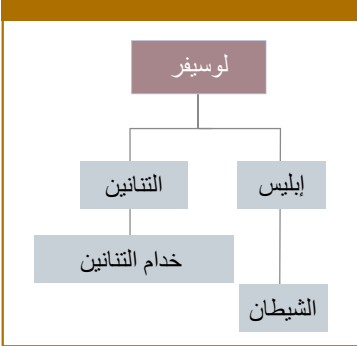 لوسيفر
إبليس
التنانين
خدام التنانين
الشيطان